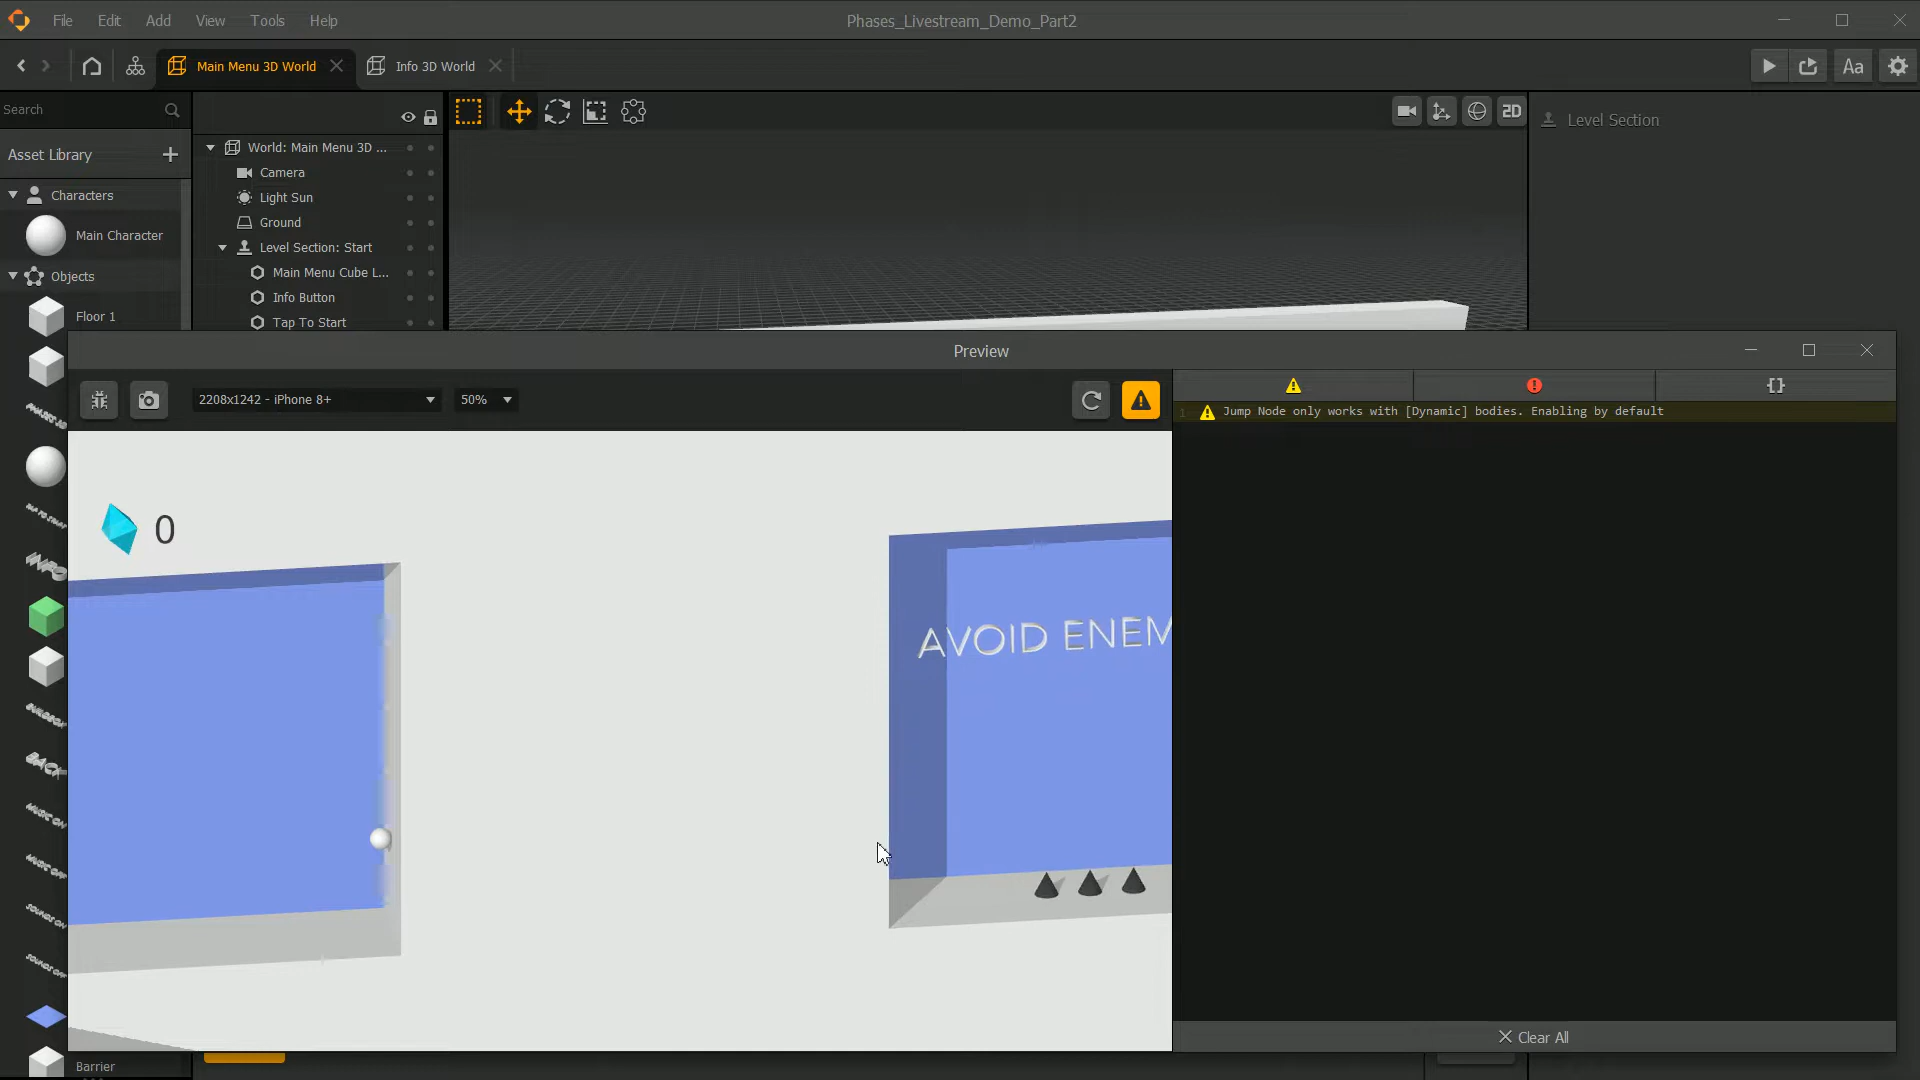 File Edit Add View Tools Help
Phases_Livestream_Demo_Part2
Main Menu 3D World
Info 3D World
Aa
Search
Asset Library
Characters
Main Character
Objects
Floor 1
World: Main Menu 3D ...
Camera
Light Sun
Ground
Level Section: Start
Main Menu Cube L...
Info Button
Tap To Start
2D
Level Section
Preview
2208x1242 - iPhone 8+
50%
{}
1 Jump Node only works with [Dynamic] bodies. Enabling by default
0
AVOID ENEM
Clear All
Barrier